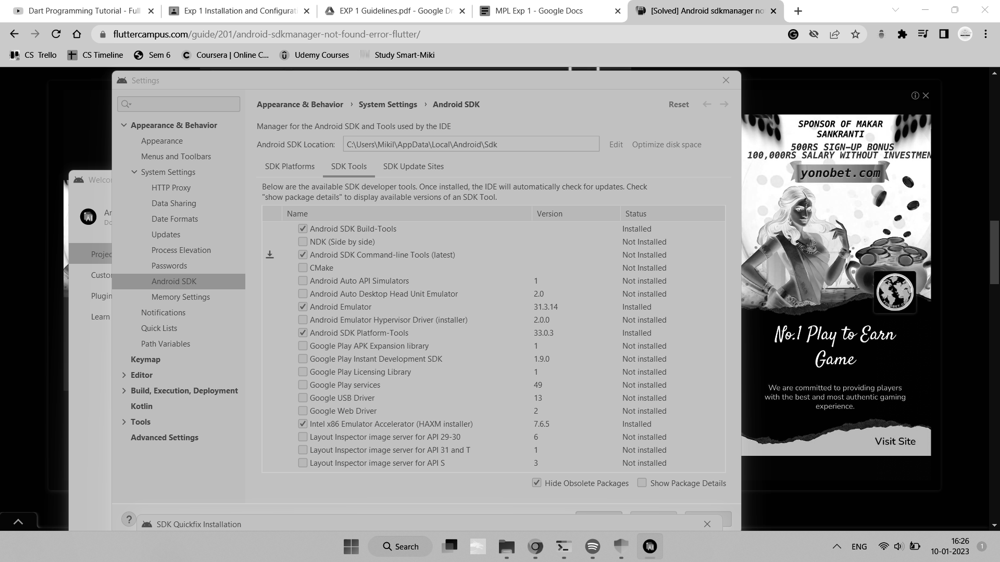 Dart Programming Tutorial - Full
Exp 1 Installation and Configurati
EXP 1 Guidelines.pdf - Google Dr
MPL Exp 1 - Google Docs
[Solved] Android sdkmanager no
fluttercampus.com/guide/201/android-sdkmanager-not-found-error-flutter/
CS Trello
CS Timeline
Sem 6
Coursera | Online C...
Udemy Courses
Study Smart-Miki
Settings
Appearance & Behavior
Appearance
Menus and Toolbars
System Settings
HTTP Proxy
Data Sharing
Date Formats
Updates
Process Elevation
Passwords
Android SDK
Memory Settings
Notifications
Quick Lists
Path Variables
Keymap
Editor
Build, Execution, Deployment
Kotlin
Tools
Advanced Settings
Welcor
Ar
Do
Projec
Custor
Plugin
Learn
Appearance & Behavior › System Settings › Android SDK
Reset
Manager for the Android SDK and Tools used by the IDE
Android SDK Location: C:\Users\Mikil\AppData\Local\Android\Sdk Edit Optimize disk space
SDK Platforms SDK Tools SDK Update Sites
Below are the available SDK developer tools. Once installed, the IDE will automatically check for updates. Check
"show package details" to display available versions of an SDK Tool.
Name Version Status
Android SDK Build-Tools Installed
NDK (Side by side) Not Installed
Android SDK Command-line Tools (latest) Not Installed
CMake Not Installed
Android Auto API Simulators 1 Not installed
Android Auto Desktop Head Unit Emulator 2.0 Not installed
Android Emulator 31.3.14 Installed
Android Emulator Hypervisor Driver (installer) 2.0.0 Not installed
Android SDK Platform-Tools 33.0.3 Installed
Google Play APK Expansion library 1 Not installed
Google Play Instant Development SDK 1.9.0 Not installed
Google Play Licensing Library 1 Not installed
Google Play services 49 Not installed
Google USB Driver 13 Not installed
Google Web Driver 2 Not installed
Intel x86 Emulator Accelerator (HAXM installer) 7.6.5 Installed
Layout Inspector image server for API 29-30 6 Not installed
Layout Inspector image server for API 31 and T 1 Not installed
Layout Inspector image server for API S 3 Not installed
Hide Obsolete Packages Show Package Details
?
SDK Quickfix Installation
SPONSOR OF MAKAR
SANKRANTI
500RS SIGN-UP BONUS
100,000RS SALARY WITHOUT INVESTMEN
yonobet.com
No.1 Play to Earn
Game
We are committed to providing players
with the best and most authentic gaming
experience.
Visit Site
Search
ENG
16:26
10-01-2023
1